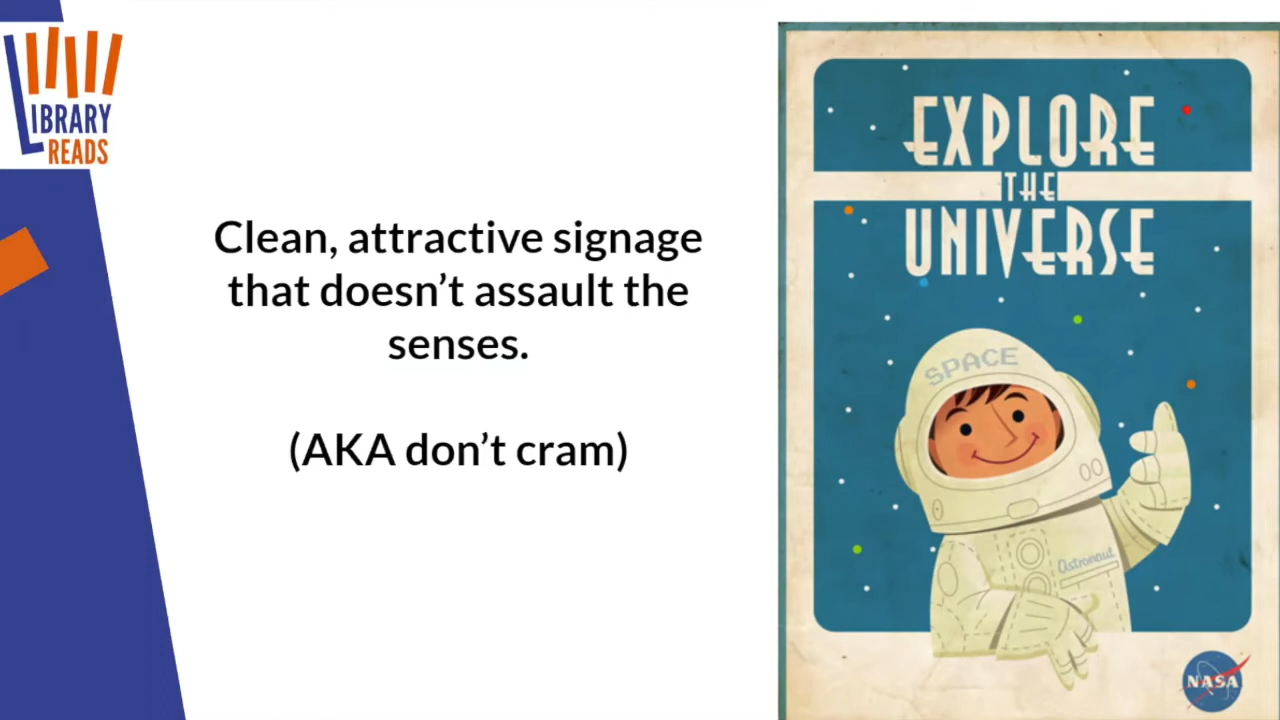 LIBRARY
READS
Clean, attractive signage
that doesn’t assault the
senses.
(AKA don’t cram)
EXPLORE
THE
UNIVERSE
SPACE
Astronaut
NASA